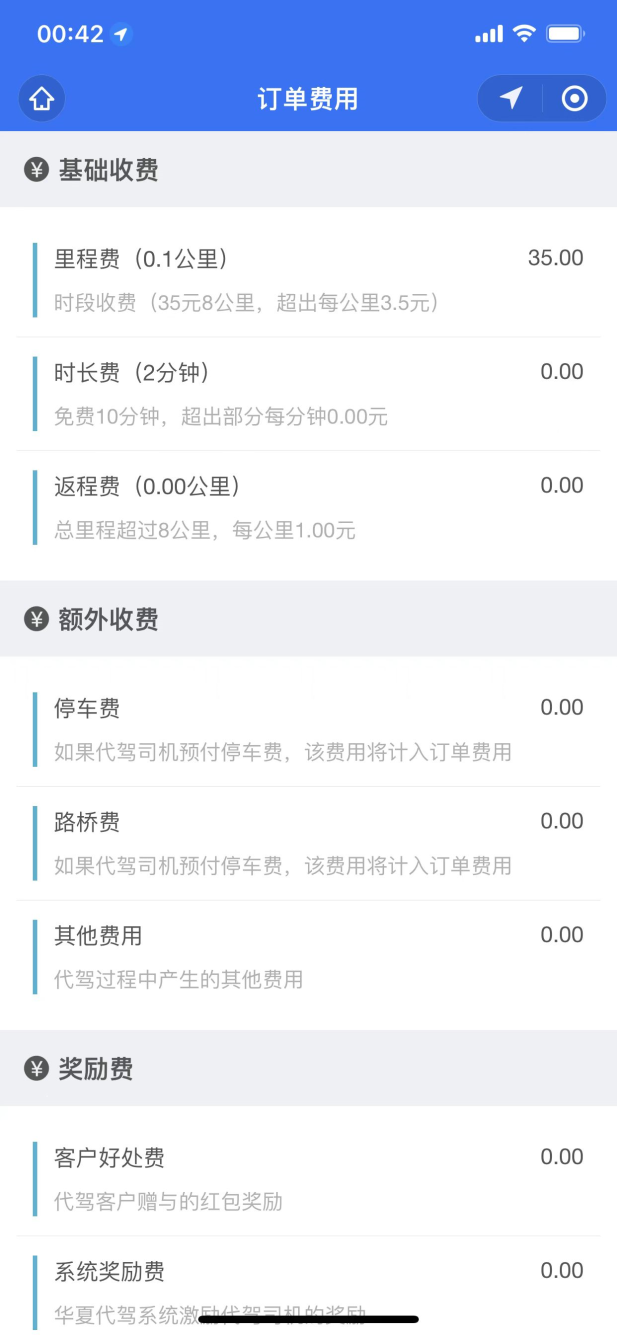 00:42
订单费用
¥ 基础收费
里程费（0.1公里） 35.00
时段收费（35元8公里，超出每公里3.5元）
时长费（2分钟） 0.00
免费10分钟，超出部分每分钟0.00元
返程费（0.00公里） 0.00
总里程超过8公里，每公里1.00元
¥ 额外收费
停车费 0.00
如果代驾司机预付停车费，该费用将计入订单费用
路桥费 0.00
如果代驾司机预付停车费，该费用将计入订单费用
其他费用 0.00
代驾过程中产生的其他费用
¥ 奖励费
客户好处费 0.00
代驾客户赠与的红包奖励
系统奖励费 0.00
华夏代驾系统激励代驾司机的奖励